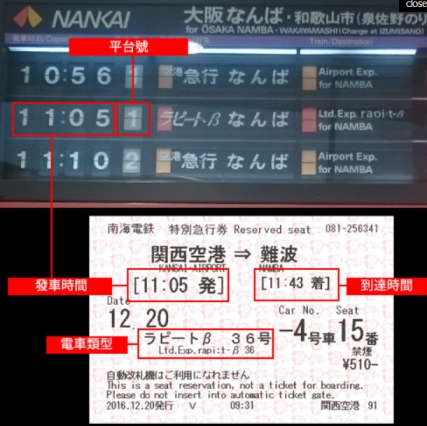 close
NANKAI
大阪なんば・和歌山市(泉佐野のり
for OSAKA NAMBA・WAKAYAMASHI(Change at IZUMISANO)
平台號
Train/Destination
10:56 急行 なんば Airport Exp.
for NAMBA
11:05 1 ラピート-β なんば Ltd.Exp. rapi:t-β
for NAMBA
11:10 2 空港急行 なんば Airport Exp.
for NAMBA
南海電鉄 特別急行券 Reserved seat 081-256341
関西空港 ⇒ 難波
KANSAI-AIRPORT NAMBA
發車時間
[11:05 発] [11:43 着]
到達時間
Date
12. 20
Car No. Seat
-4号車 15番
電車類型
ラピートβ 36号
Ltd.Exp.rapi:t-β 36
禁煙
¥510-
自動改札機はご利用になれません
This is a seat reservation, not a ticket for boarding.
Please do not insert into automatic ticket gate.
2016.12.20発行 V 09:31 関西空港 91